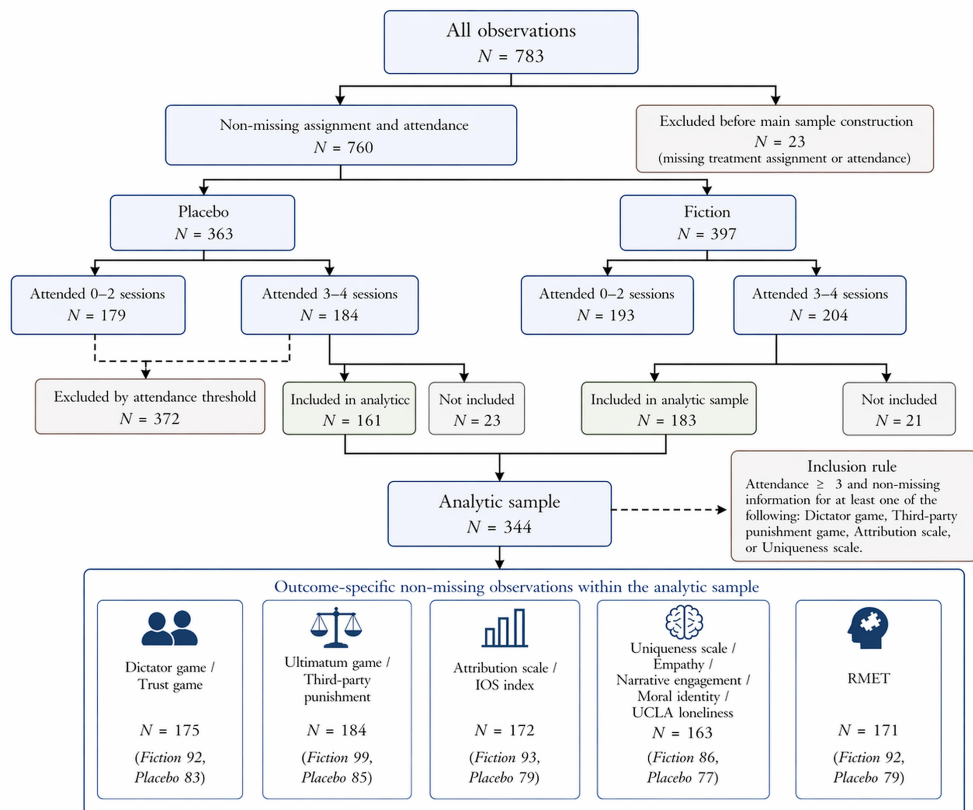 All observations
N = 783
Non-missing assignment and attendance
N = 760
Excluded before main sample construction
N = 23
(missing treatment assignment or attendance)
Placebo
N = 363
Fiction
N = 397
Attended 0–2 sessions
N = 179
Attended 3–4 sessions
N = 184
Attended 0–2 sessions
N = 193
Attended 3–4 sessions
N = 204
Excluded by attendance threshold
N = 372
Included in analyticc
N = 161
Not included
N = 23
Included in analytic sample
N = 183
Not included
N = 21
Inclusion rule
Attendance ≥ 3 and non-missing
information for at least one of the
following: Dictator game, Third-party
punishment game, Attribution scale,
or Uniqueness scale.
Analytic sample
N = 344
Outcome-specific non-missing observations within the analytic sample
Dictator game /
Trust game
N = 175
(Fiction 92,
Placebo 83)
Ultimatum game /
Third-party
punishment
N = 184
(Fiction 99,
Placebo 85)
Attribution scale /
IOS index
N = 172
(Fiction 93,
Placebo 79)
Uniqueness scale /
Empathy /
Narrative engagement /
Moral identity /
UCLA loneliness
N = 163
(Fiction 86,
Placebo 77)
RMET
N = 171
(Fiction 92,
Placebo 79)